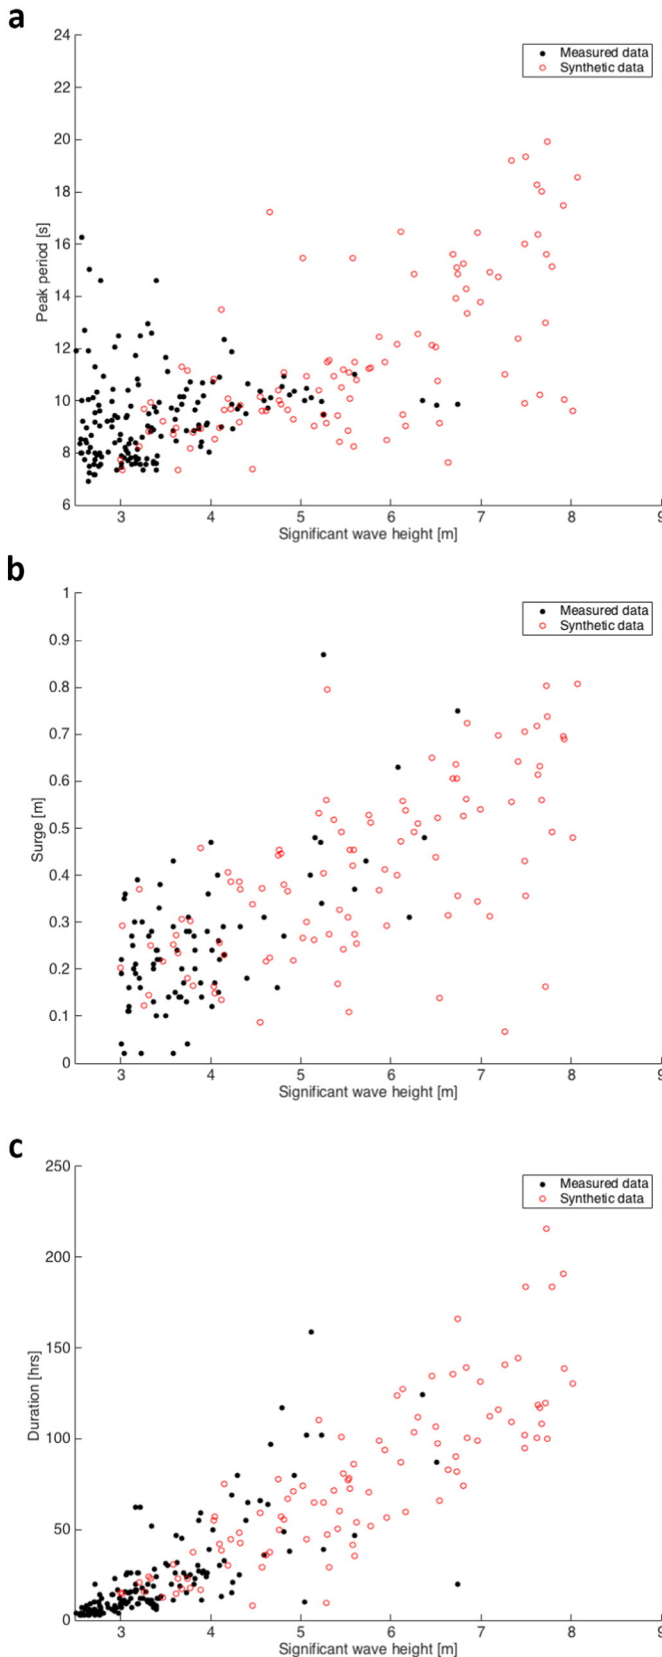 a
24
22
20
18
16
14
12
10
8
6
Peak period [s]
Measured data
Synthetic data
3 4 5 6 7 8 9
Significant wave height [m]
b
1
0.9
0.8
0.7
0.6
0.5
0.4
0.3
0.2
0.1
0
Surge [m]
Measured data
Synthetic data
3 4 5 6 7 8 9
Significant wave height [m]
c
250
200
150
100
50
0
Duration [hrs]
Measured data
Synthetic data
3 4 5 6 7 8 9
Significant wave height [m]